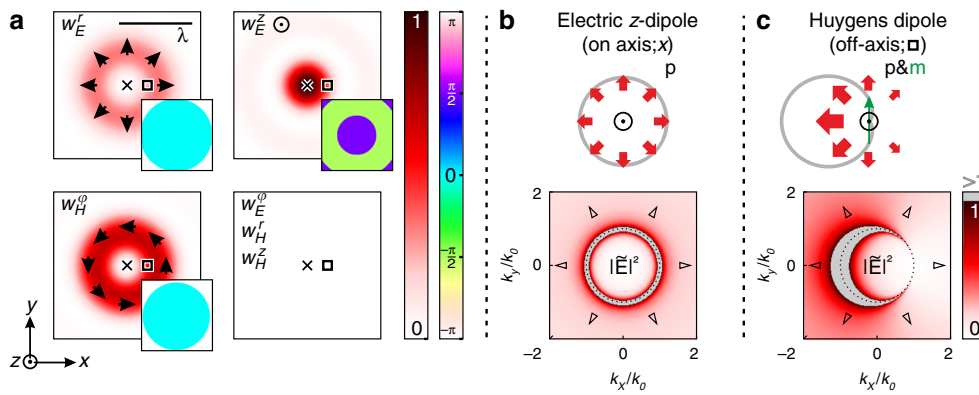 a
w_E^r
λ
w_E^z
w_H^φ
w_E^φ
w_H^r
w_H^z
y
z
x
1
0
π
π/2
0
−π/2
−π
b
Electric z-dipole
(on axis;x)
p
2
k_y/k_0
0
−2
|Ẽ|²
−2 0 2
k_x/k_0
c
Huygens dipole
(off-axis;□)
p&m
2
k_y/k_0
0
−2
|Ẽ|²
−2 0 2
k_x/k_0
1
0